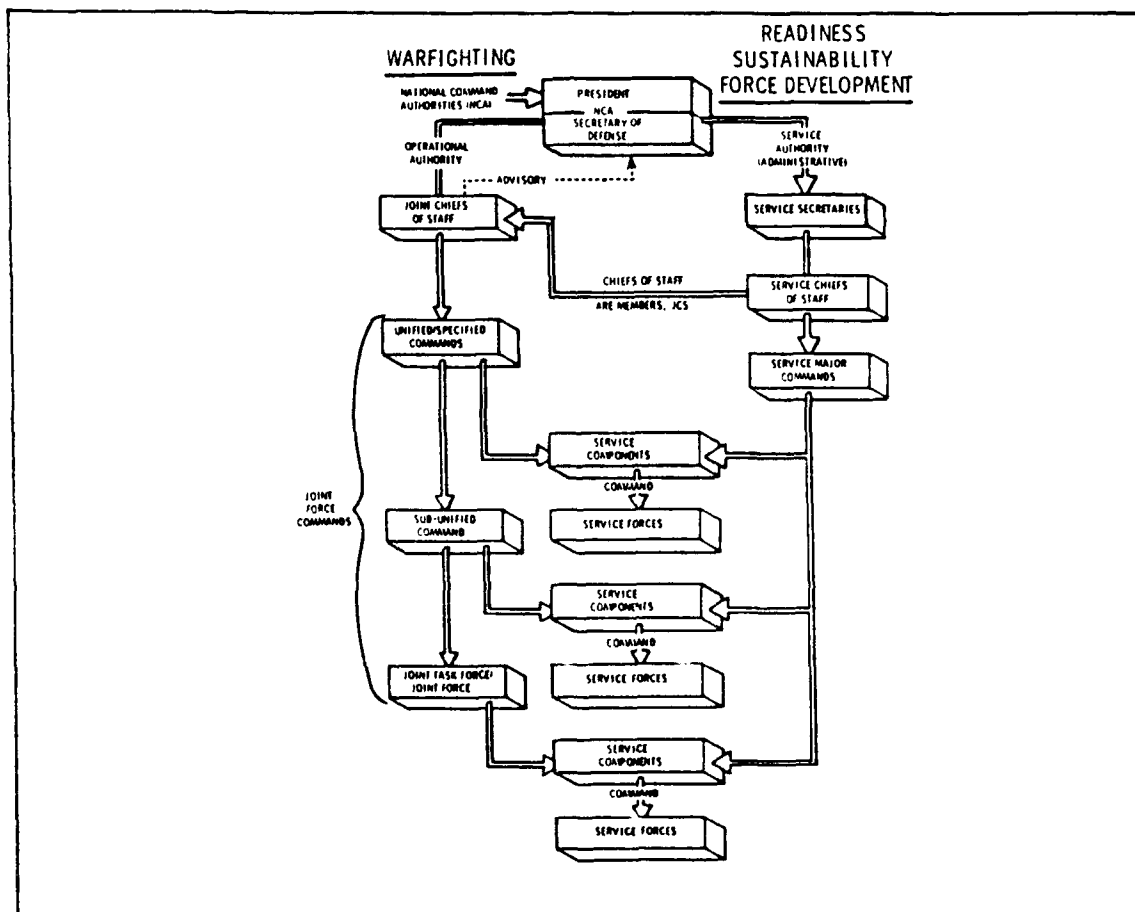 WARFIGHTING
READINESS
SUSTAINABILITY
FORCE DEVELOPMENT
NATIONAL COMMAND
AUTHORITIES (NCA)
PRESIDENT
NCA
SECRETARY OF
DEFENSE
OPERATIONAL
AUTHORITY
SERVICE
AUTHORITY
(ADMINISTRATIVE)
ADVISORY
JOINT CHIEFS
OF STAFF
SERVICE SECRETARIES
CHIEFS OF STAFF
ARE MEMBERS, JCS
SERVICE CHIEFS
OF STAFF
UNIFIED/SPECIFIED
COMMANDS
SERVICE MAJOR
COMMANDS
SERVICE
COMPONENTS
COMMAND
SERVICE FORCES
JOINT
FORCE
COMMANDS
SUB-UNIFIED
COMMAND
SERVICE
COMPONENTS
COMMAND
SERVICE FORCES
JOINT TASK FORCE/
JOINT FORCE
SERVICE
COMPONENTS
COMMAND
SERVICE FORCES